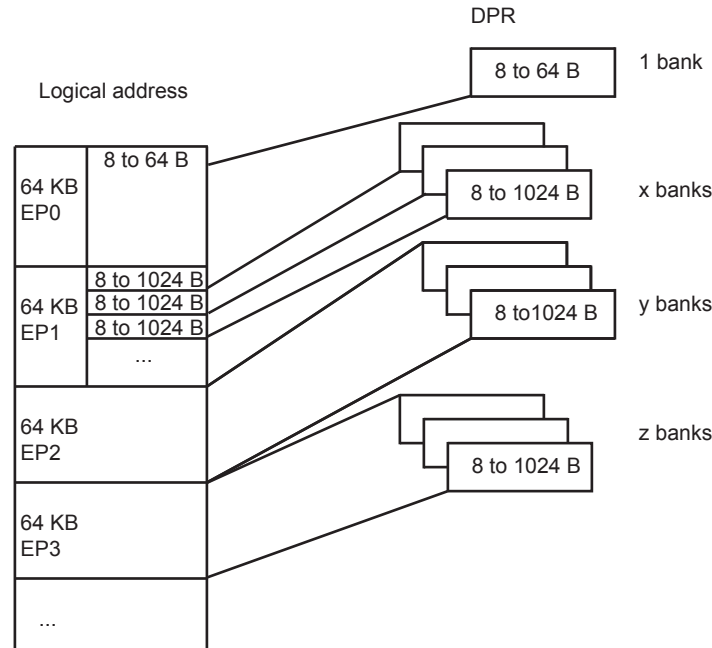 DPR
8 to 64 B
1 bank
Logical address
8 to 64 B
64 KB
EP0
8 to 1024 B
x banks
8 to 1024 B
8 to 1024 B
8 to 1024 B
...
64 KB
EP1
8 to1024 B
y banks
64 KB
EP2
8 to 1024 B
z banks
64 KB
EP3
...